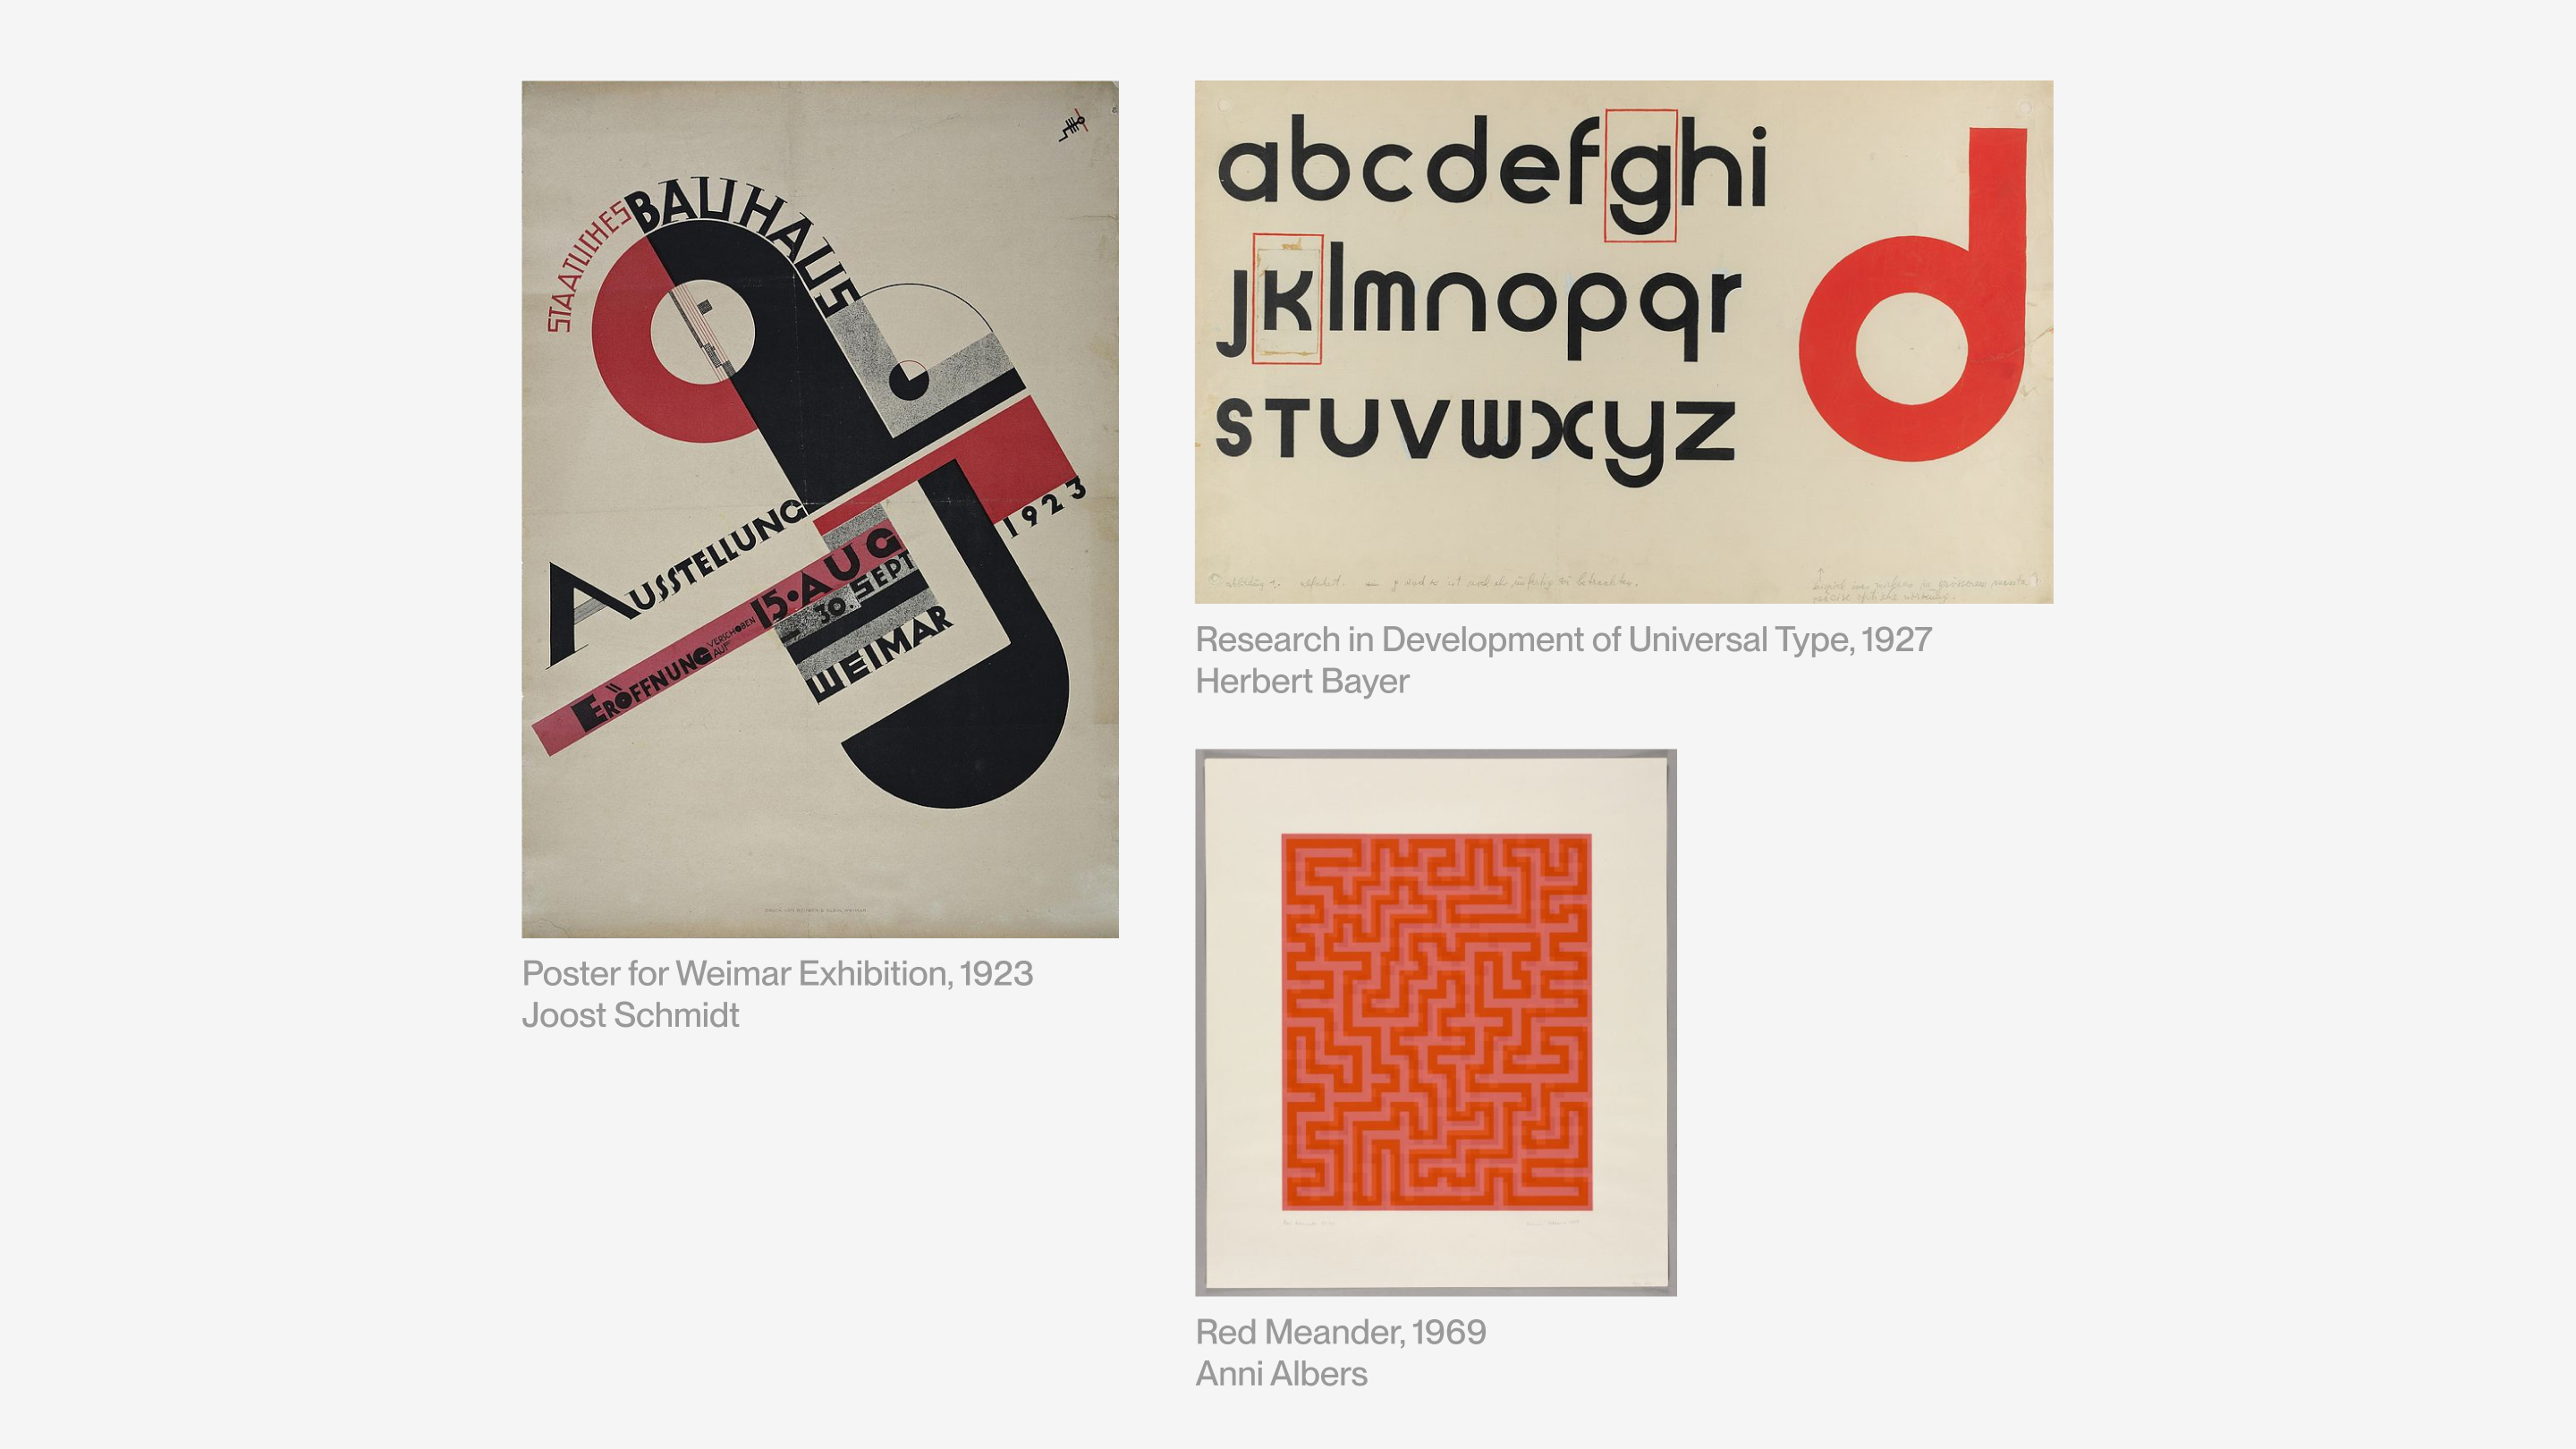 STAATLICHES BAUHAUS
AUSSTELLUNG
1923
ERÖFFNUNG VERSCHOBEN AUF 15•AUG
30.SEPT
WEIMAR
Poster for Weimar Exhibition, 1923
Joost Schmidt
abcdefghi
jklmnopqr
sTuvwxyz
d
Research in Development of Universal Type, 1927
Herbert Bayer
Red Meander, 1969
Anni Albers